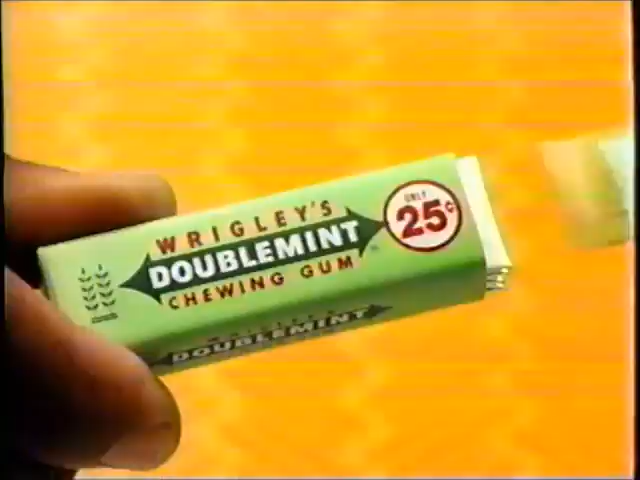 WRIGLEY'S
DOUBLEMINT
CHEWING GUM
ONLY
25¢
DOUBLEMINT